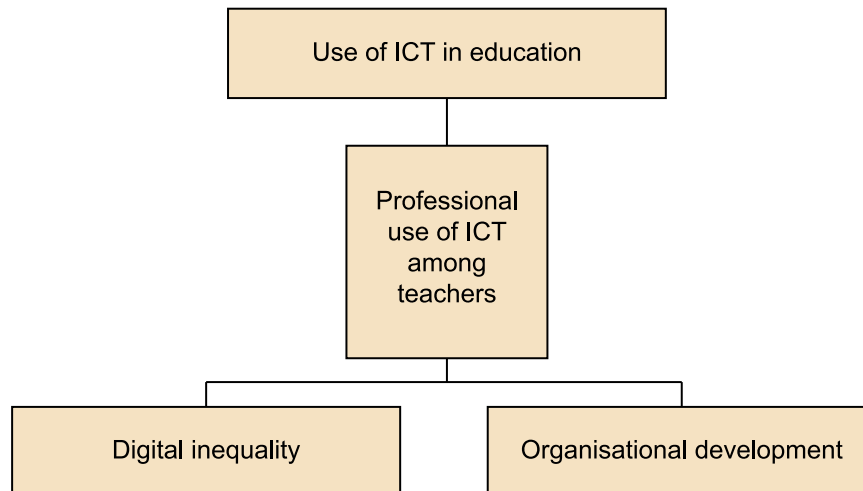 Use of ICT in education
Professional
use of ICT
among
teachers
Digital inequality
Organisational development